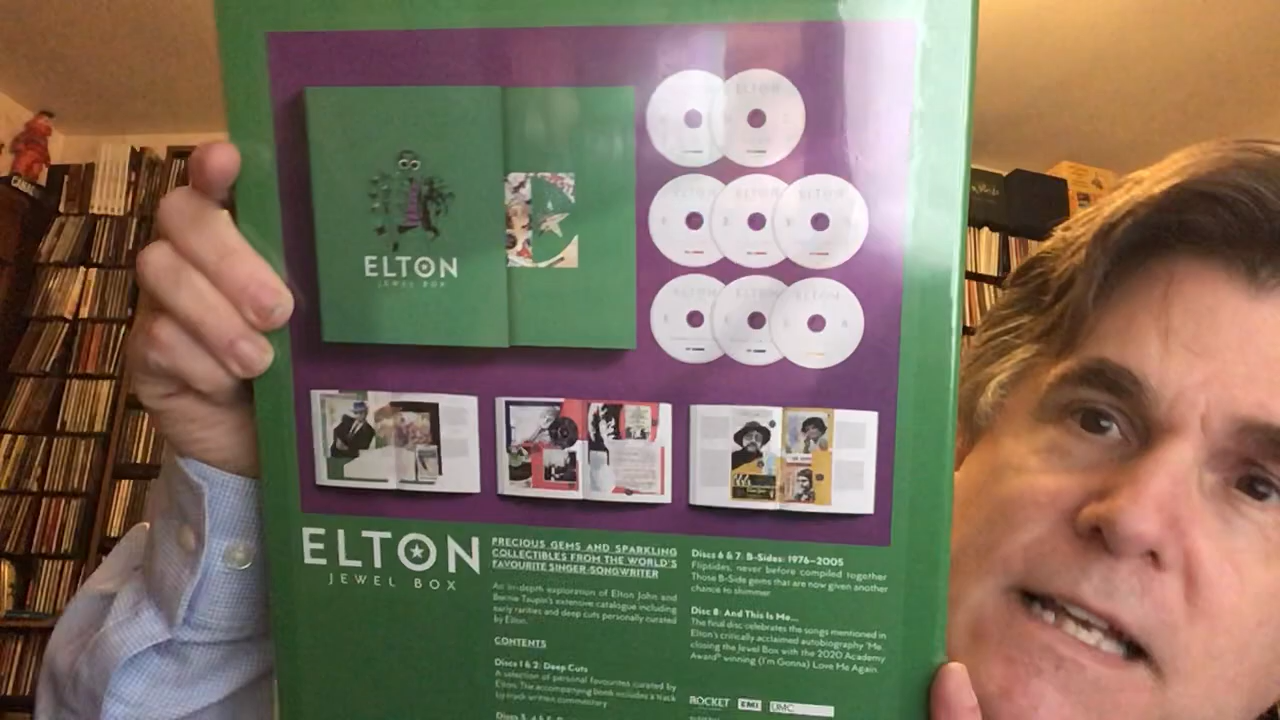 ELTON
JEWEL BOX
ELTON
JEWEL BOX
PRECIOUS GEMS AND SPARKLING
COLLECTIBLES FROM THE WORLD'S
FAVOURITE SINGER-SONGWRITER
An in-depth exploration of Elton John and
Bernie Taupin's extensive catalogue including
early rarities and deep cuts personally curated
by Elton.
CONTENTS
Discs 1 & 2: Deep Cuts
A selection of personal favourites curated by
Elton. The accompanying book includes a track
by track written commentary.
Discs 6 & 7: B-Sides: 1976–2005
Flipsides, never before compiled together
Those B-Side gems that are now given another
chance to shimmer
Disc 8: And This Is Me...
The final disc celebrates the songs mentioned in
Elton's critically acclaimed autobiography 'Me,
closing the Jewel Box with the 2020 Academy
Award® winning (I'm Gonna) Love Me Again.
ROCKET EMI UMC